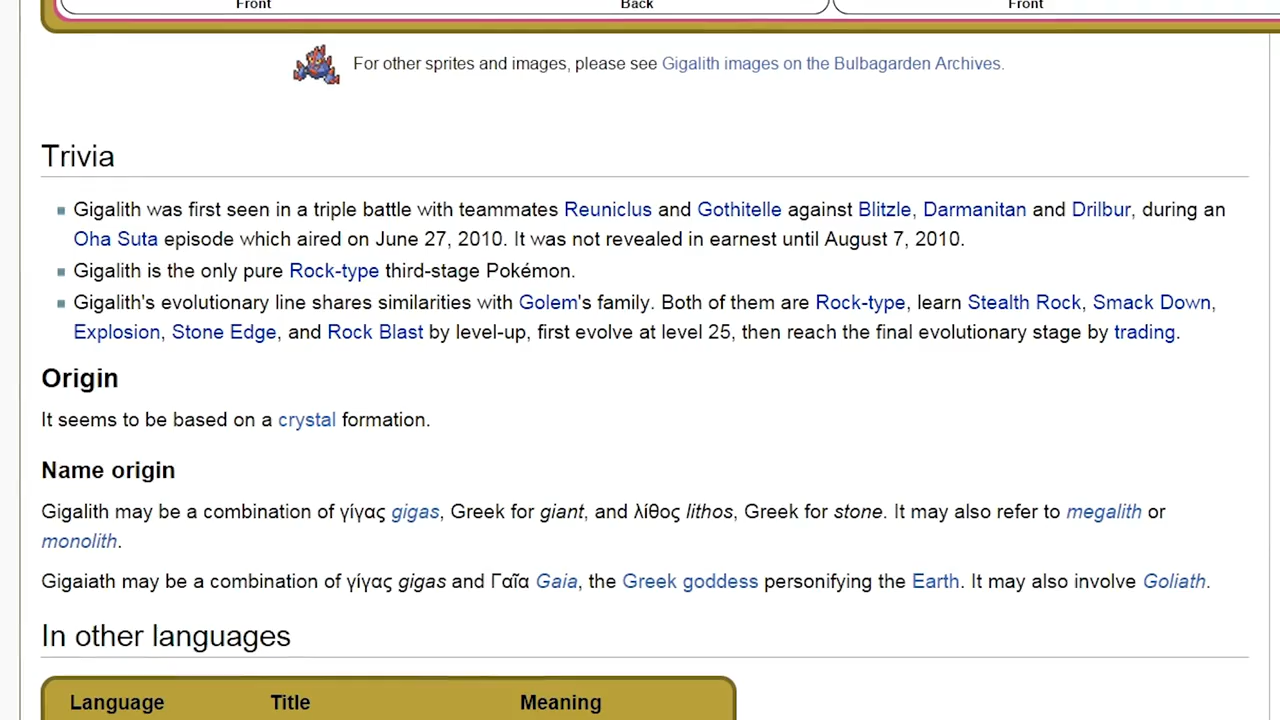 Front Back Front
For other sprites and images, please see Gigalith images on the Bulbagarden Archives.
Trivia
Gigalith was first seen in a triple battle with teammates Reuniclus and Gothitelle against Blitzle, Darmanitan and Drilbur, during an
Oha Suta episode which aired on June 27, 2010. It was not revealed in earnest until August 7, 2010.
Gigalith is the only pure Rock-type third-stage Pokémon.
Gigalith's evolutionary line shares similarities with Golem's family. Both of them are Rock-type, learn Stealth Rock, Smack Down,
Explosion, Stone Edge, and Rock Blast by level-up, first evolve at level 25, then reach the final evolutionary stage by trading.
Origin
It seems to be based on a crystal formation.
Name origin
Gigalith may be a combination of γίγας gigas, Greek for giant, and λίθος lithos, Greek for stone. It may also refer to megalith or
monolith.
Gigaiath may be a combination of γίγας gigas and Γαῖα Gaia, the Greek goddess personifying the Earth. It may also involve Goliath.
In other languages
Language Title Meaning